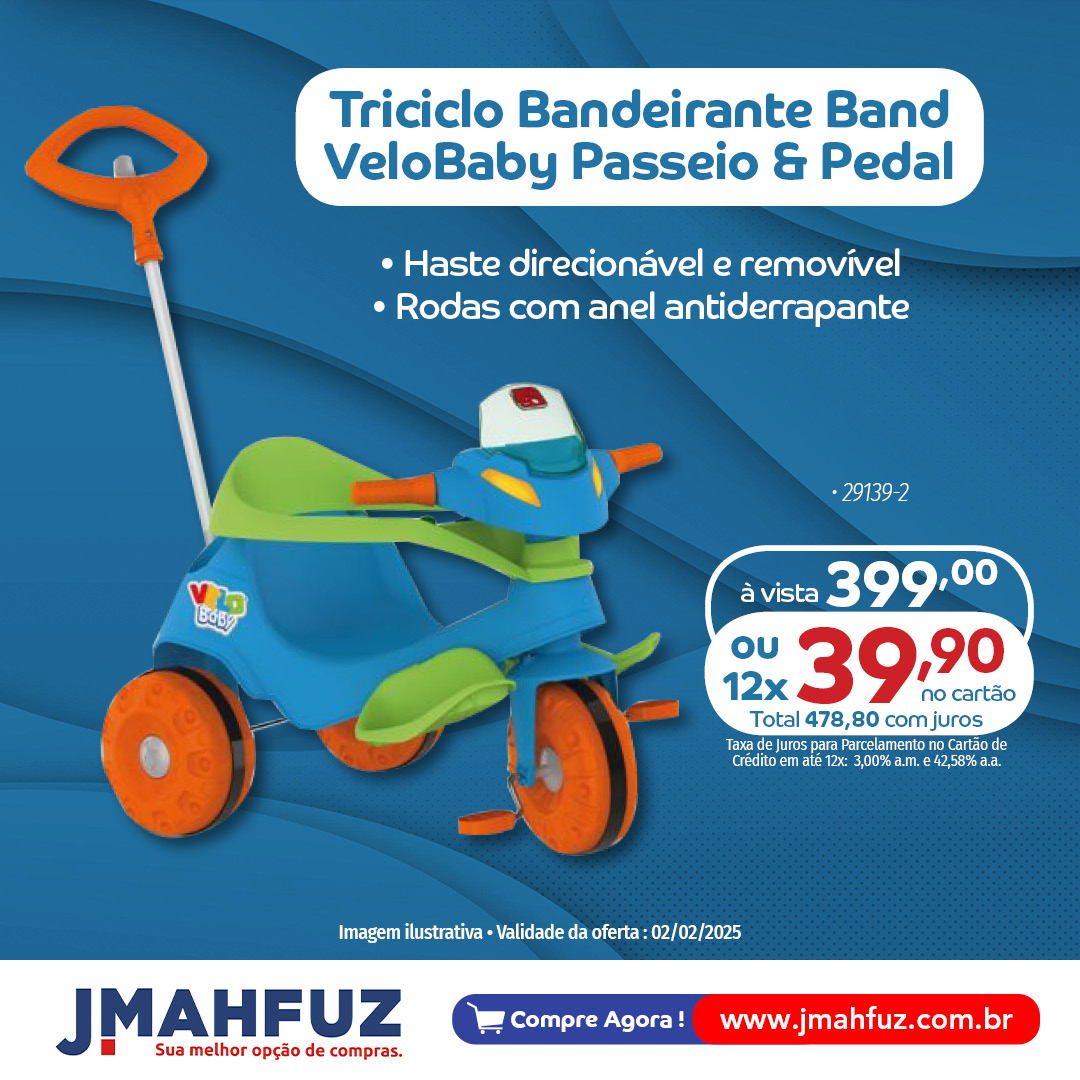 Triciclo Bandeirante Band
VeloBaby Passeio & Pedal
• Haste direcionável e removível
• Rodas com anel antiderrapante
• 29139-2
VELO
Baby
à vista 399,00
ou
12x 39,90
no cartão
Total 478,80 com juros
Taxa de Juros para Parcelamento no Cartão de
Crédito em até 12x: 3,00% a.m. e 42,58% a.a.
Imagem ilustrativa • Validade da oferta : 02/02/2025
J.MAHFUZ
Sua melhor opção de compras.
Compre Agora !
www.jmahfuz.com.br